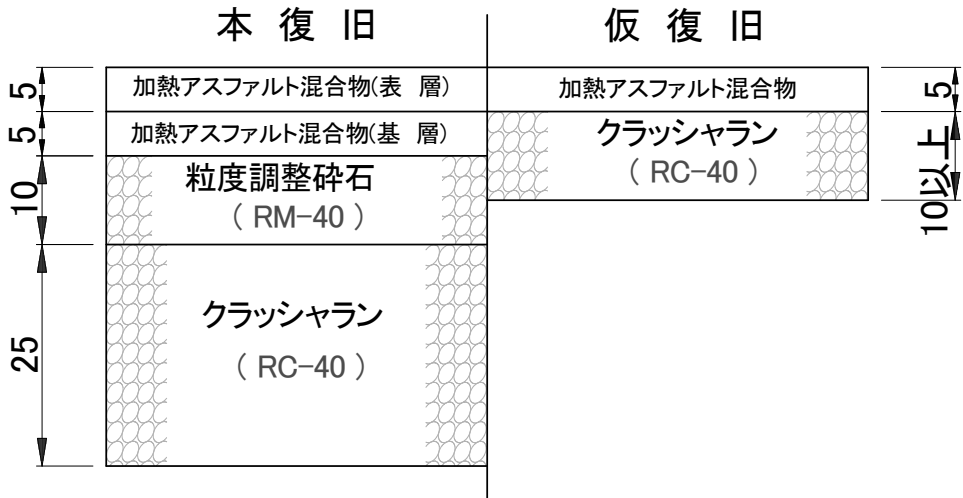 本 復 旧
仮 復 旧
5
加熱アスファルト混合物(表 層)
加熱アスファルト混合物
5
5
加熱アスファルト混合物(基 層)
クラッシャラン
( RC-40 )
10以上
10
粒度調整砕石
( RM-40 )
25
クラッシャラン
( RC-40 )